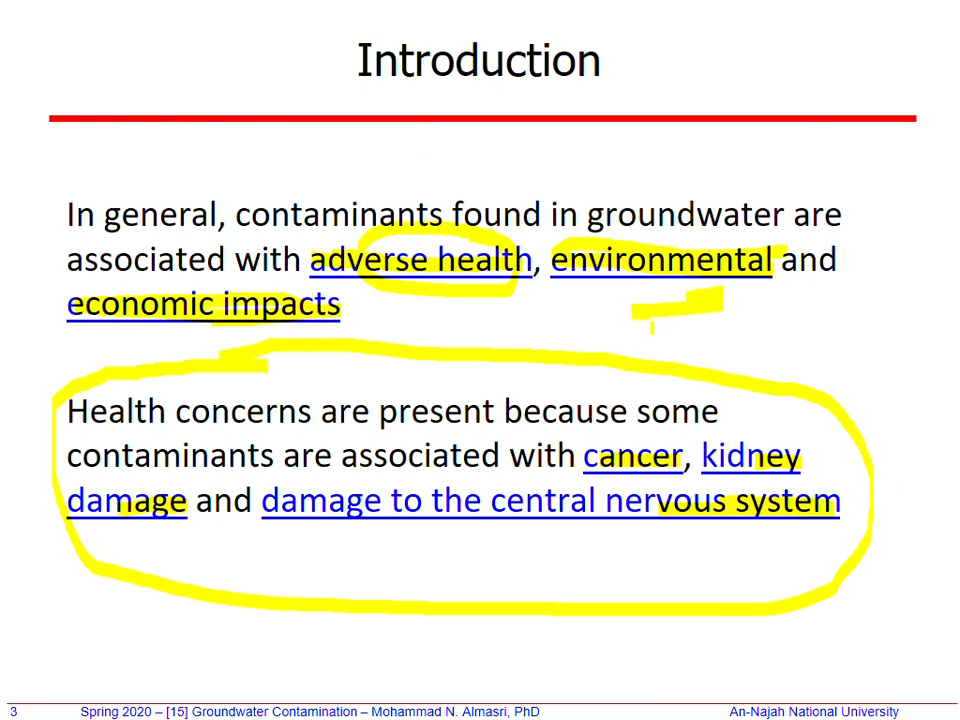 Introduction
In general, contaminants found in groundwater are
associated with adverse health, environmental and
economic impacts
Health concerns are present because some
contaminants are associated with cancer, kidney
damage and damage to the central nervous system
3 Spring 2020 – [15] Groundwater Contamination – Mohammad N. Almasri, PhD An-Najah National University